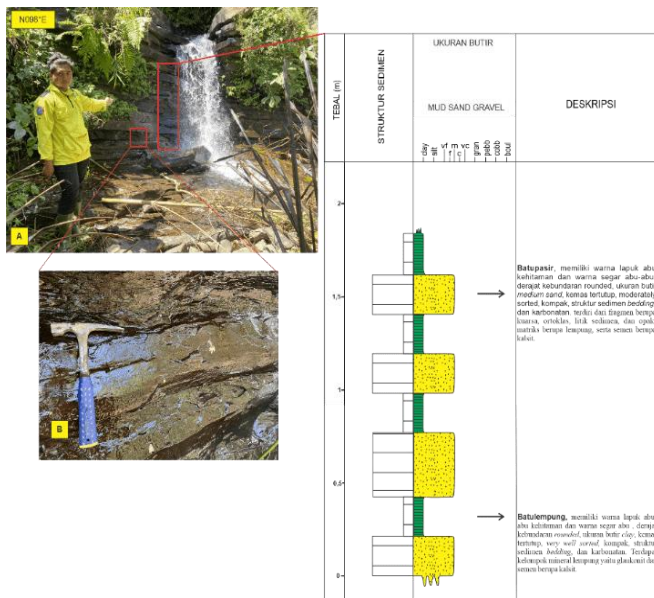 N098°E
A
B
TEBAL (m)
STRUKTUR SEDIMEN
UKURAN BUTIR
MUD SAND GRAVEL
clay
silt
vf
f
m
c
vc
gran
pebb
cobb
boul
DESKRIPSI
2
1,5
1
0,5
0
Batupasir, memiliki warna lapuk abu
kehitaman dan warna segar abu-abu
derajat kebundaran rounded, ukuran butir
medium sand, kemas tertutup, moderately
sorted, kompak, struktur sedimen bedding
dan karbonatan. terdiri dari fragmen berupa
kuarsa, ortoklas, litik sedimen, dan opak
matriks berupa lempung, serta semen berupa
kalsit.
Batulempung, memiliki warna lapuk abu
abu kehitaman dan warna segar abu , deraja
kebundaran rounded, ukuran butir clay, kemas
tertutup, very well sorted, kompak, struktur
sedimen bedding, dan karbonatan. Terdapat
kelompok mineral lempung yaitu glaukonit dan
semen berupa kalsit.